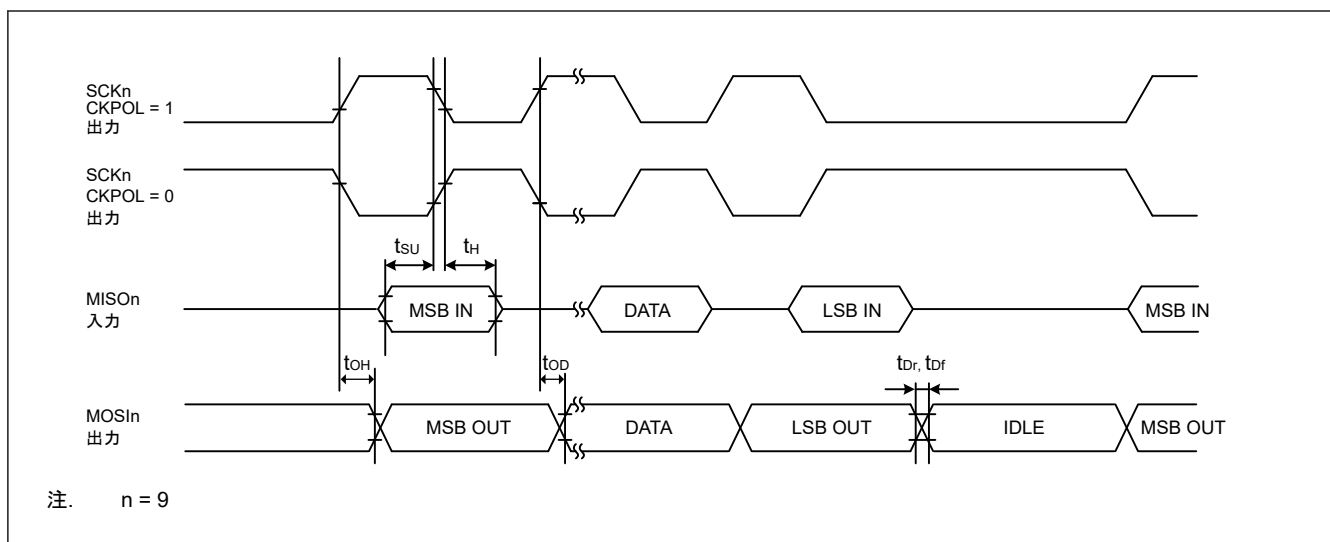 SCKn
CKPOL = 1
出力
SCKn
CKPOL = 0
出力
tSU
tH
MISOn
入力
MSB IN
DATA
LSB IN
MSB IN
tOH
tOD
tDr, tDf
MOSIn
出力
MSB OUT
DATA
LSB OUT
IDLE
MSB OUT
注. n = 9